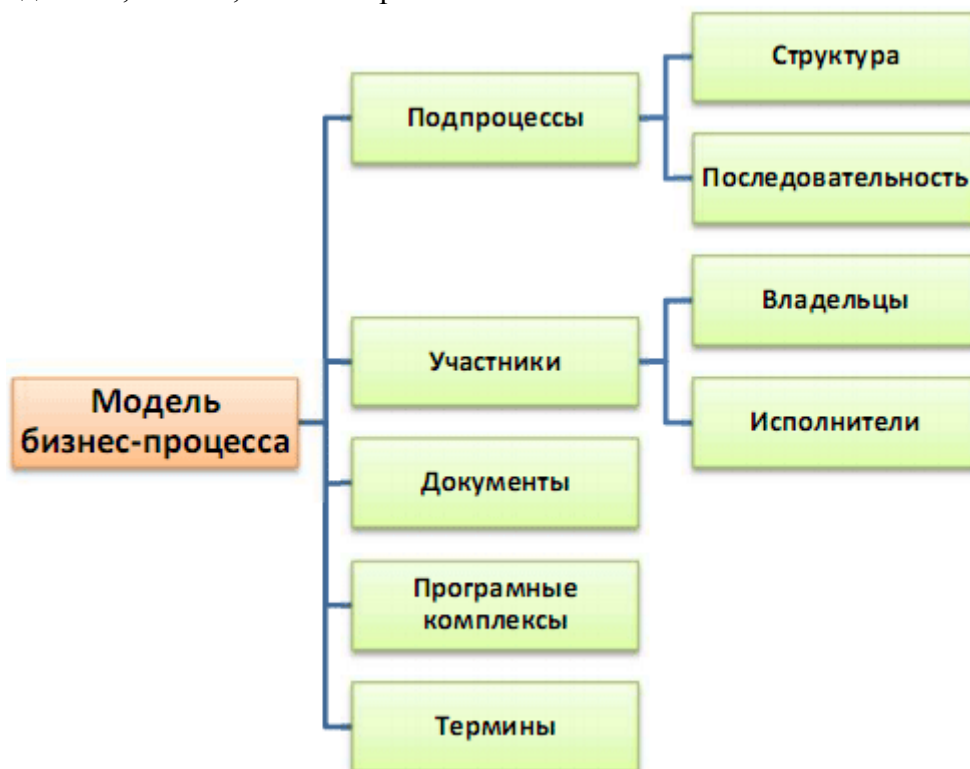 Структура
Подпроцессы
Последовательность
Владельцы
Участники
Модель
бизнес-процесса
Исполнители
Документы
Програмные
комплексы
Термины